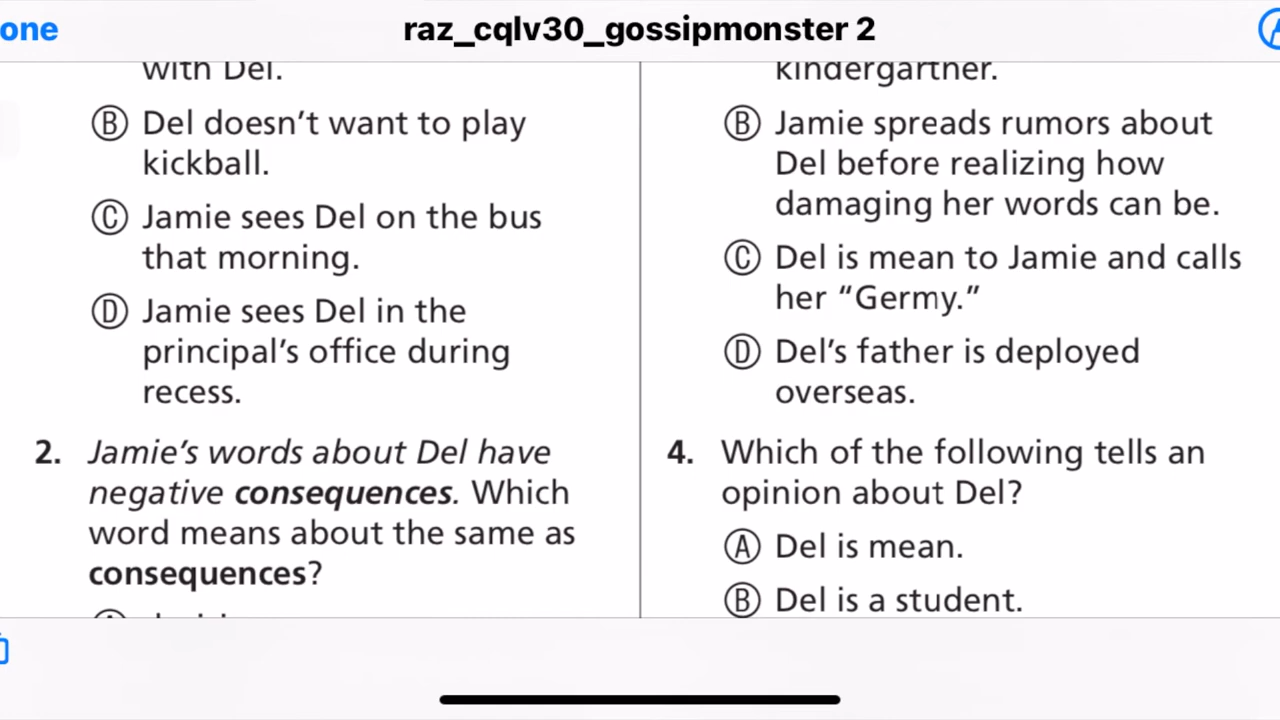 one
raz_cqlv30_gossipmonster 2
with Del.
Ⓑ Del doesn’t want to play
kickball.
Ⓒ Jamie sees Del on the bus
that morning.
Ⓓ Jamie sees Del in the
principal’s office during
recess.
2. Jamie’s words about Del have
negative consequences. Which
word means about the same as
consequences?
kindergartner.
Ⓑ Jamie spreads rumors about
Del before realizing how
damaging her words can be.
Ⓒ Del is mean to Jamie and calls
her “Germy.”
Ⓓ Del’s father is deployed
overseas.
4. Which of the following tells an
opinion about Del?
Ⓐ Del is mean.
Ⓑ Del is a student.